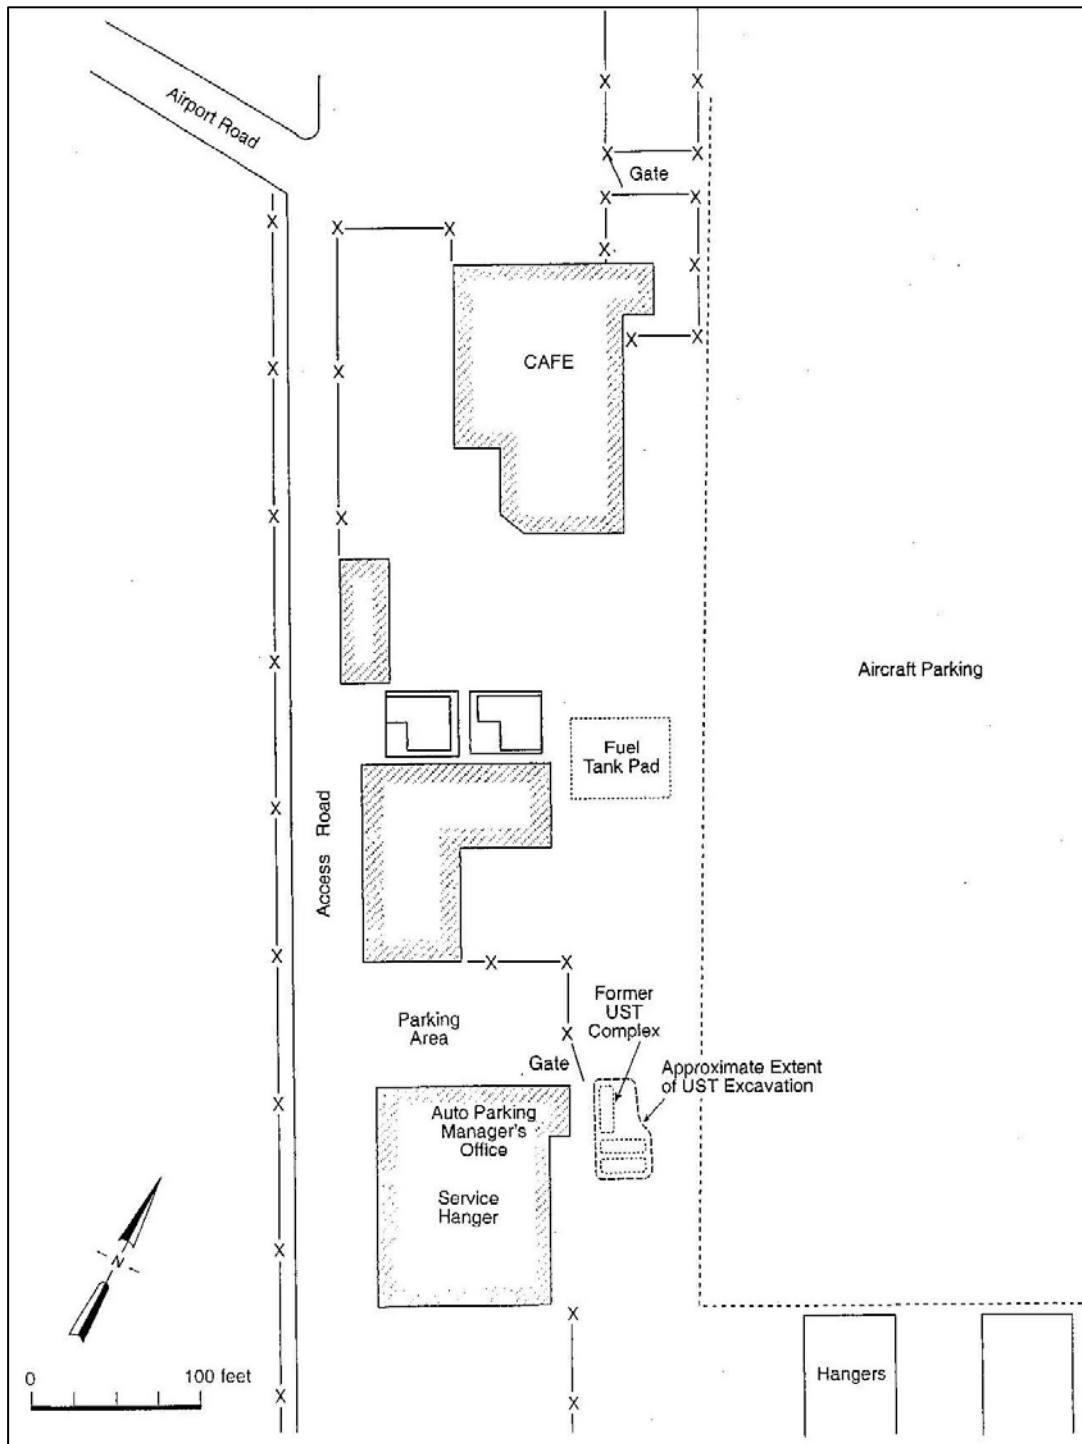 Airport Road
Gate
CAFE
Aircraft Parking
Fuel
Tank Pad
Access Road
Former
UST
Complex
Parking
Area
Gate
Approximate Extent
of UST Excavation
Auto Parking
Manager's
Office
Service
Hanger
N
0 100 feet
Hangers